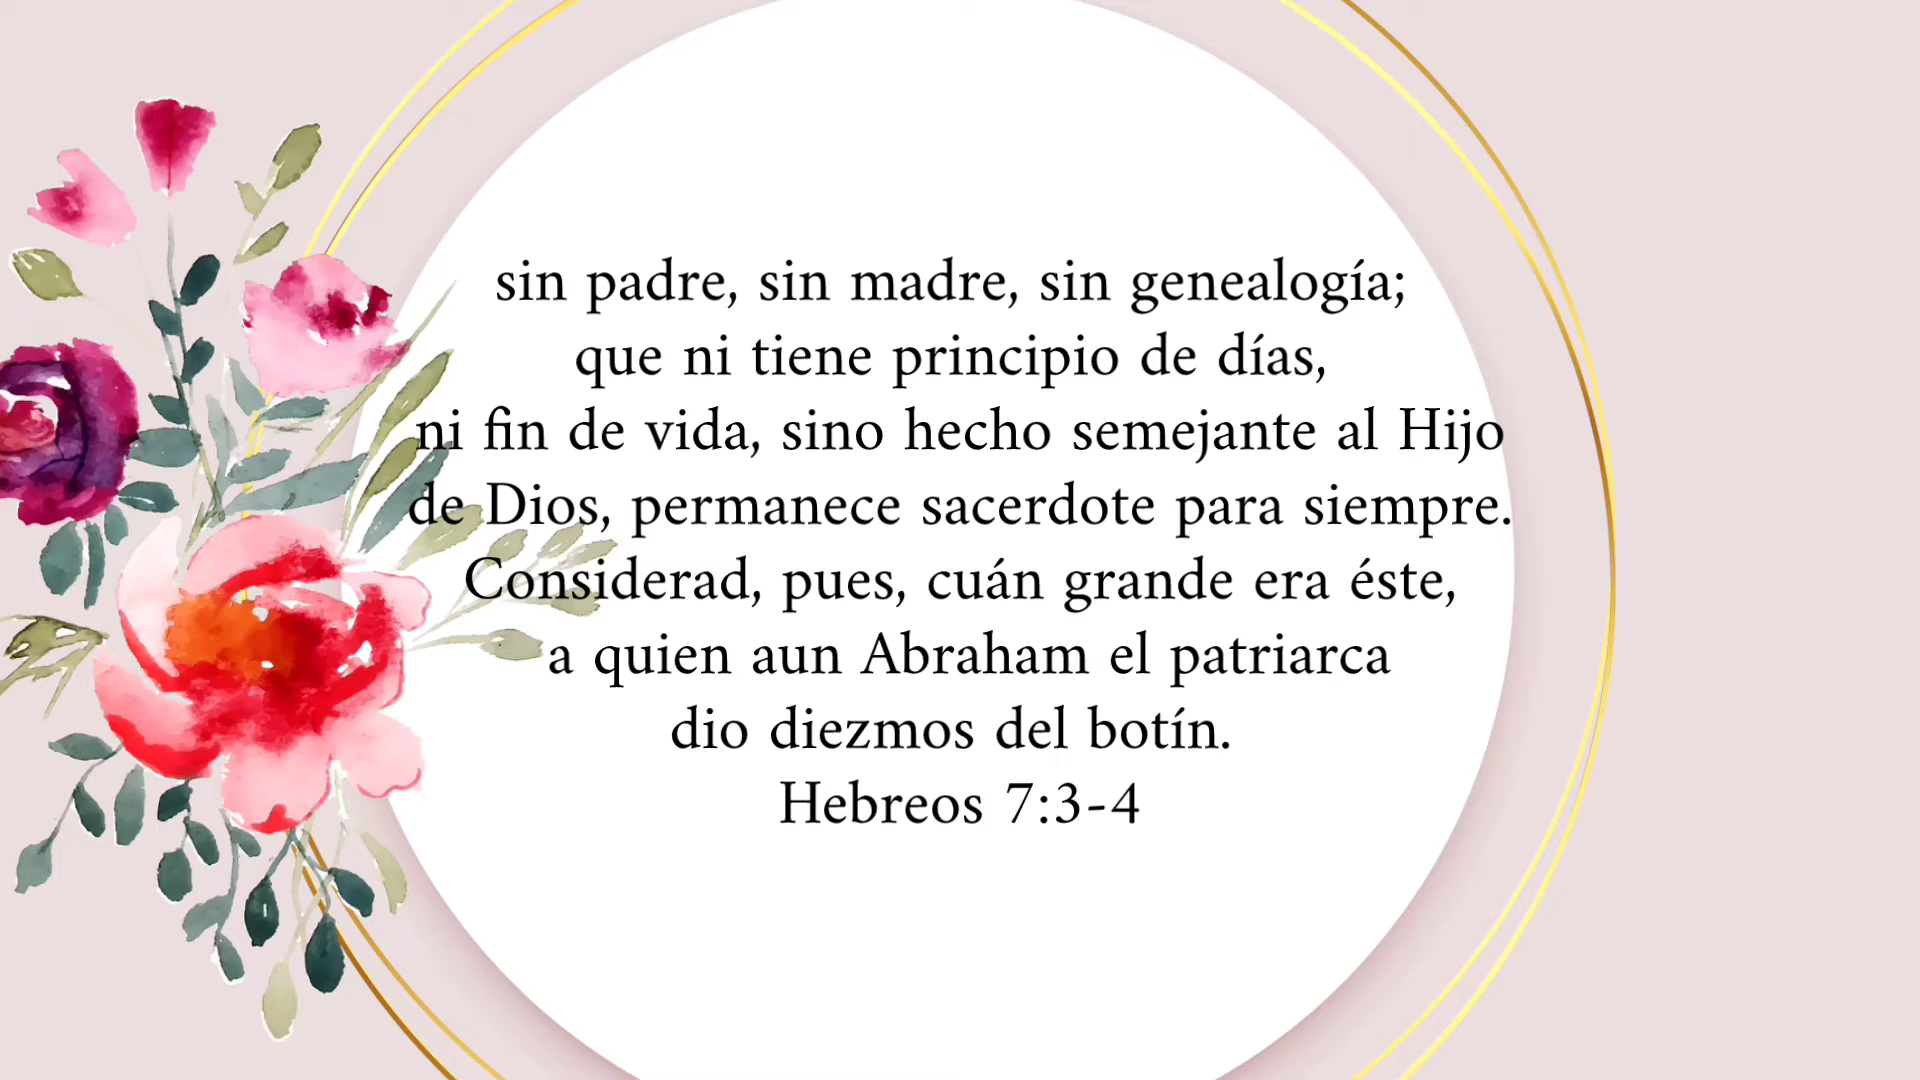 sin padre, sin madre, sin genealogía;
que ni tiene principio de días,
ni fin de vida, sino hecho semejante al Hijo
de Dios, permanece sacerdote para siempre.
Considerad, pues, cuán grande era éste,
a quien aun Abraham el patriarca
dio diezmos del botín.
Hebreos 7:3-4